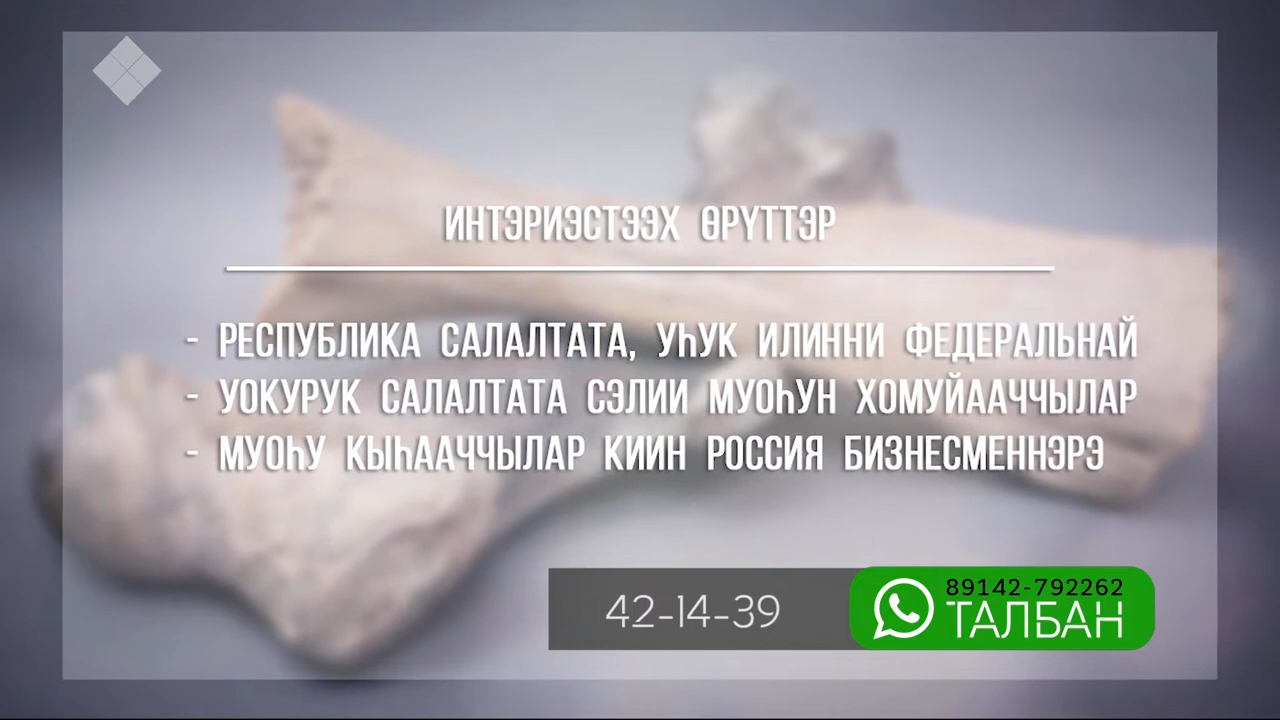 ИНТЭРИЭСТЭЭХ ӨРҮТТЭР
- РЕСПУБЛИКА САЛАЛТАТА, УҺУК ИЛИҤҤИ ФЕДЕРАЛЬНАЙ
- УОКУРУК САЛАЛТАТА СЭЛИИ МУОҺУН ХОМУЙААЧЧЫЛАР
- МУОҺУ КЫҺААЧЧЫЛАР КИИН РОССИЯ БИЗНЕСМЕННЭРЭ
42-14-39
89142-792262
ТАЛБАН